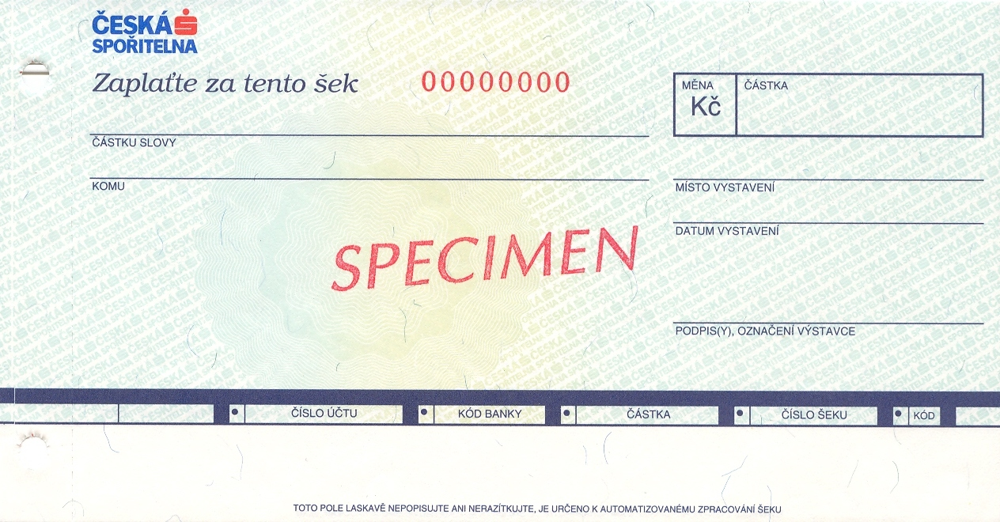 ČESKÁ
SPOŘITELNA
Zaplaťte za tento šek
00000000
MĚNA
Kč
ČÁSTKA
ČÁSTKU SLOVY
KOMU
MÍSTO VYSTAVENÍ
DATUM VYSTAVENÍ
SPECIMEN
PODPIS(Y), OZNAČENÍ VÝSTAVCE
ČÍSLO ÚČTU
KÓD BANKY
ČÁSTKA
ČÍSLO ŠEKU
KÓD
TOTO POLE LASKAVĚ NEPOPISUJTE ANI NERAZÍTKUJTE, JE URČENO K AUTOMATIZOVANÉMU ZPRACOVÁNÍ ŠEKU